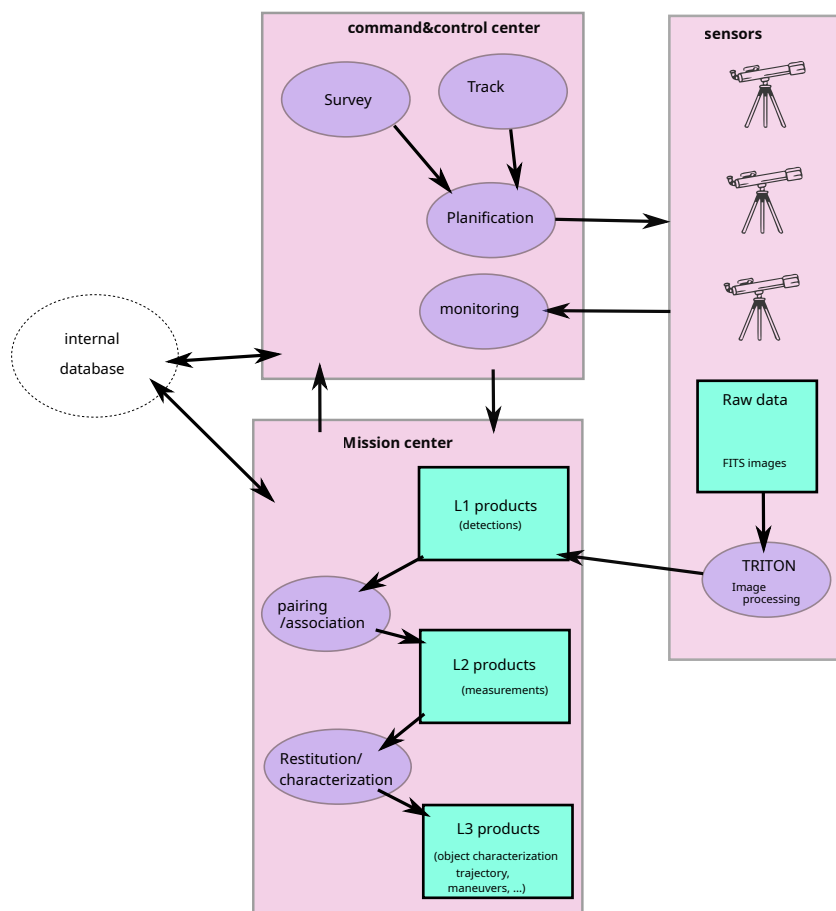 command&control center
Survey
Track
Planification
monitoring
sensors
Raw data
FITS images
TRITON
Image
processing
internal
database
Mission center
L1 products
(detections)
pairing
/association
L2 products
(measurements)
Restitution/
characterization
L3 products
(object characterization
trajectory,
maneuvers, ...)